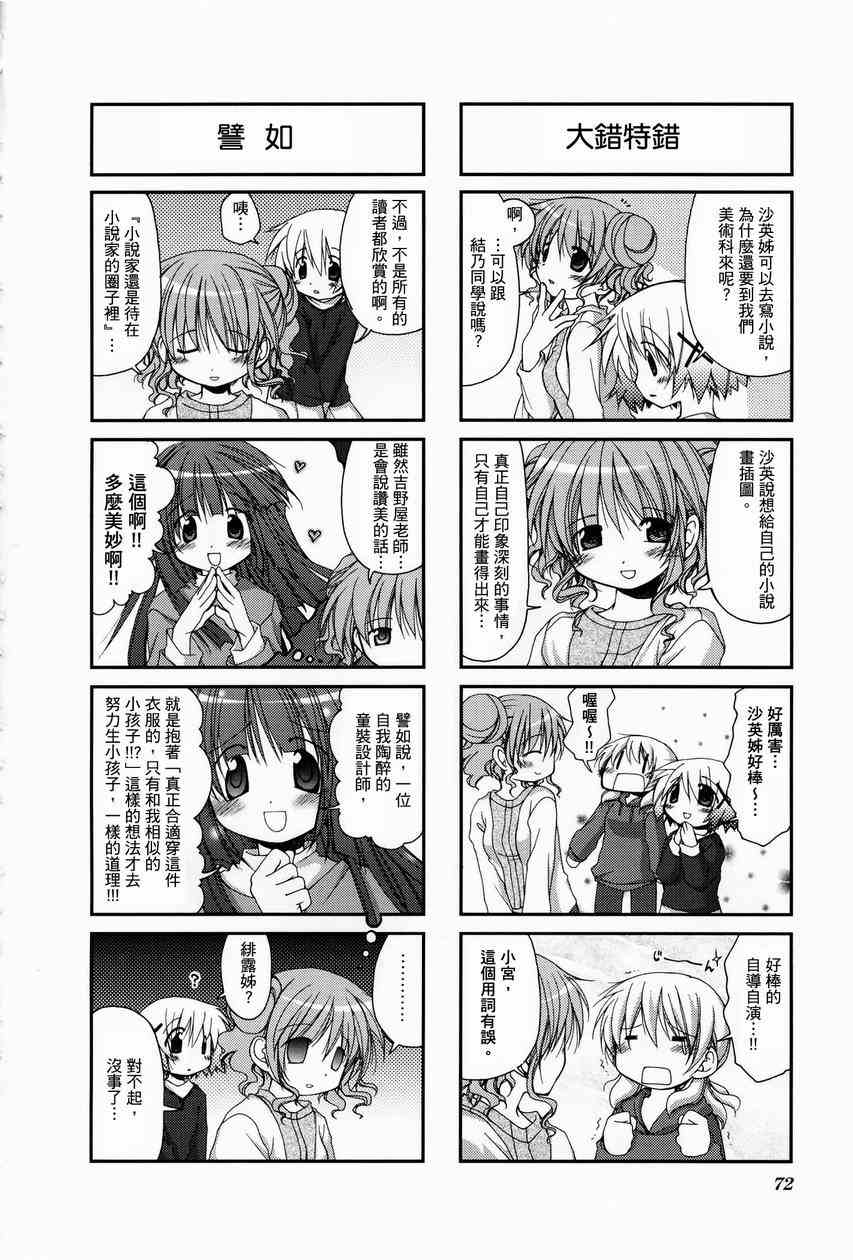 大錯特錯
沙英姊可以去寫小說，
為什麼還要到我們
美術科來呢？
啊，
…可以跟
結乃同學說嗎？
沙英說想給自己的小說
畫插圖。
真正自己印象深刻的事情，
只有自己才能畫得出來…
好厲害…
沙英姊好棒～
喔喔～!!
好棒的
自導自演…!!
じ～ん
小宮，
這個用詞有誤。
譬如
不過，不是所有的
讀者都欣賞的啊。
咦…
『小說家還是待在
小說家的圈子裡』…
雖然吉野屋老師…
是會說讚美的話…
這個啊!!
多麼美妙啊!!
譬如說，一位
自我陶醉的
童裝設計師，
就是抱著「真正合適穿這件
衣服的，只有和我相似的
小孩子!!?」這樣的想法才去
努力生小孩子，一樣的道理!!!
…………
緋露姊？
?
對不起，
沒事了…
72